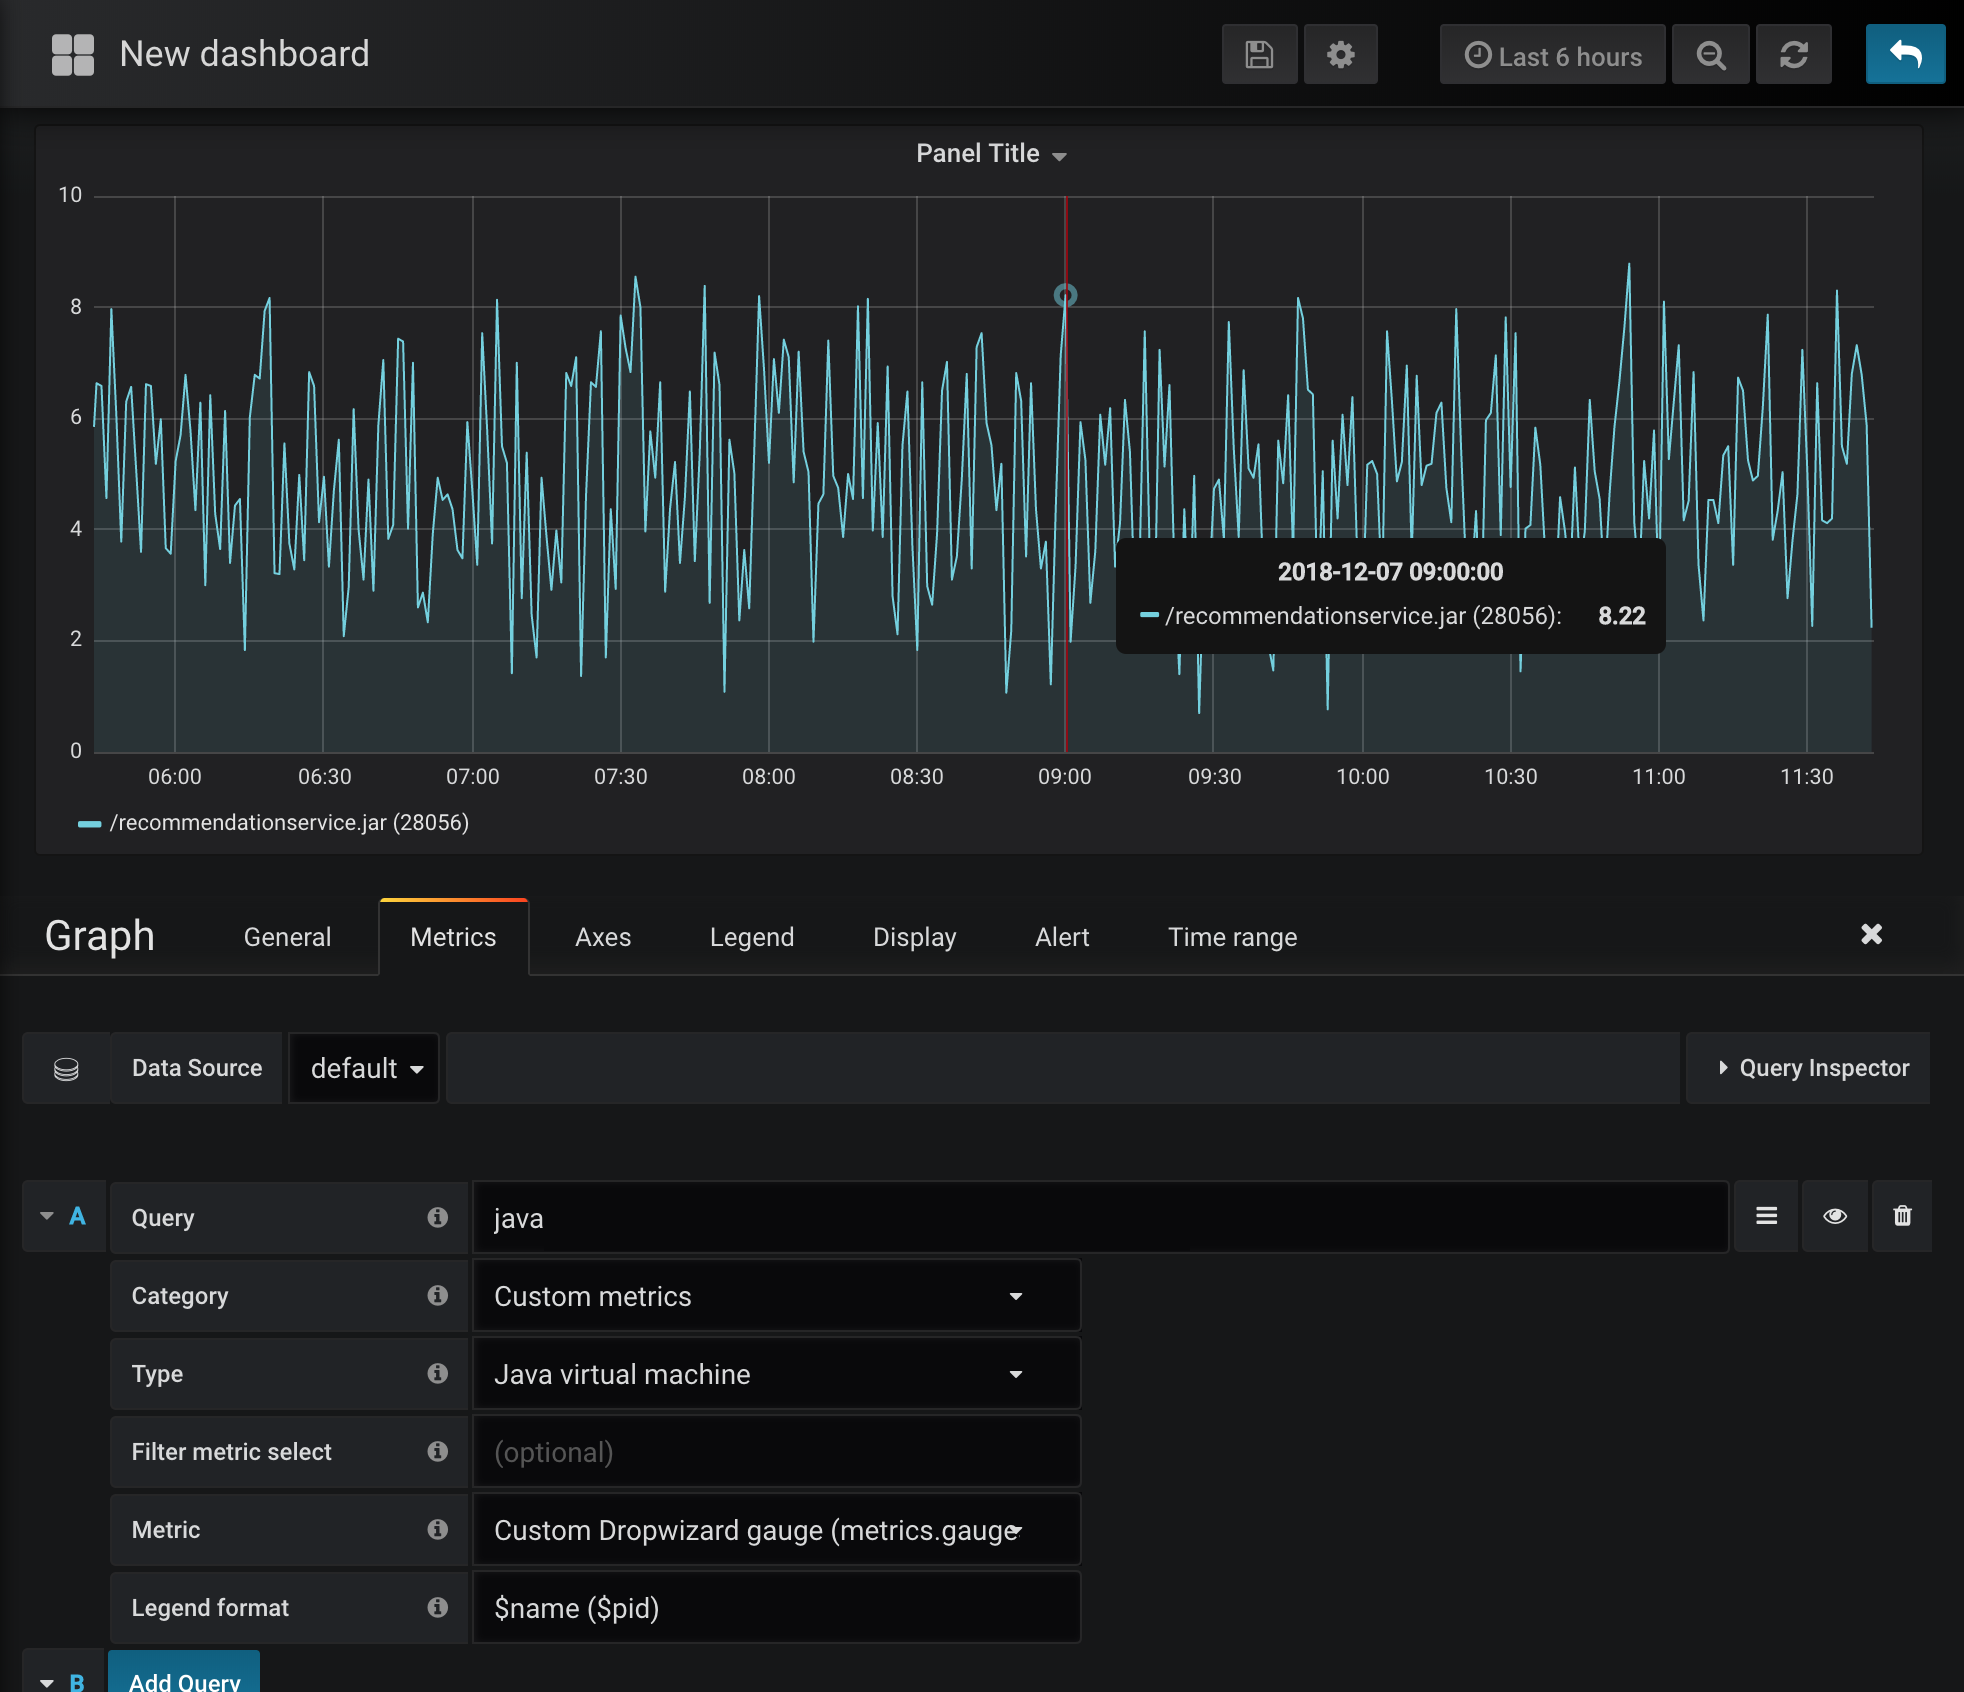 New dashboard
Last 6 hours
Panel Title
10
8
6
4
2
0
2018-12-07 09:00:00
/recommendationservice.jar (28056): 8.22
06:00 06:30 07:00 07:30 08:00 08:30 09:00 09:30 10:00 10:30 11:00 11:30
/recommendationservice.jar (28056)
Graph General Metrics Axes Legend Display Alert Time range
Data Source default Query Inspector
A Query java
Category Custom metrics
Type Java virtual machine
Filter metric select (optional)
Metric Custom Dropwizard gauge (metrics.gauge
Legend format $name ($pid)
B Add Query